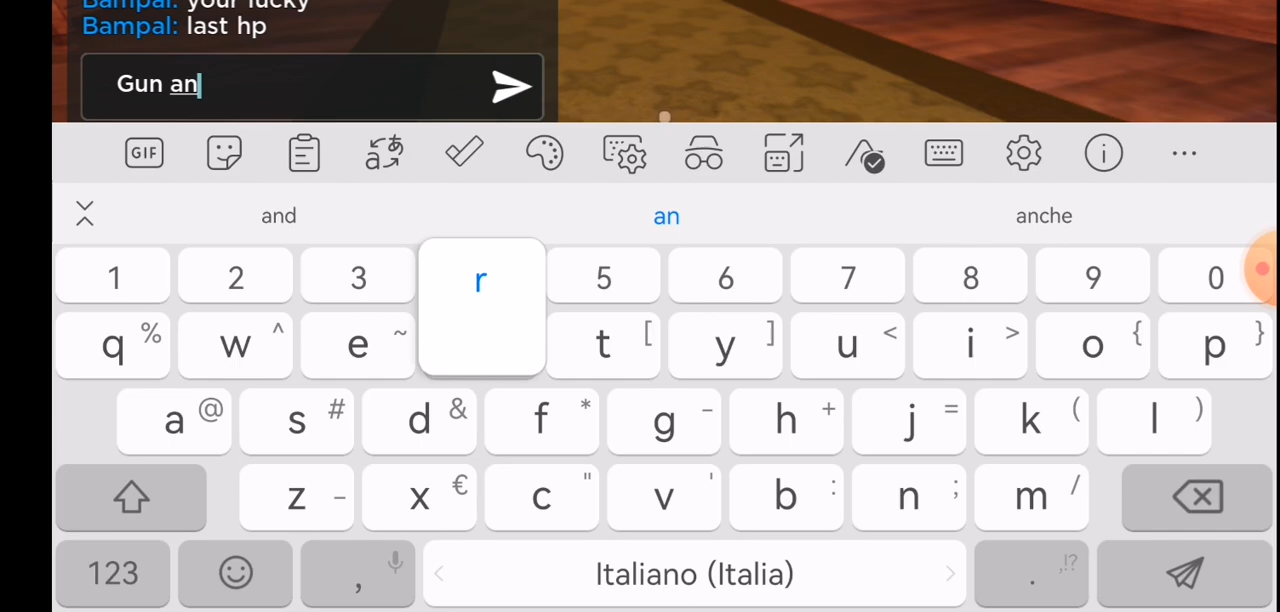 Bampal: your lucky
Bampal: last hp
Gun an
GIF
and an anche
1 2 3 5 6 7 8 9 0
r
q % w ^ e ~ t [ y ] u < i > o { p }
a @ s # d & f * g - h + j = k ( l )
z _ x € c " v ' b : n ; m /
123 , Italiano (Italia) . ,!?